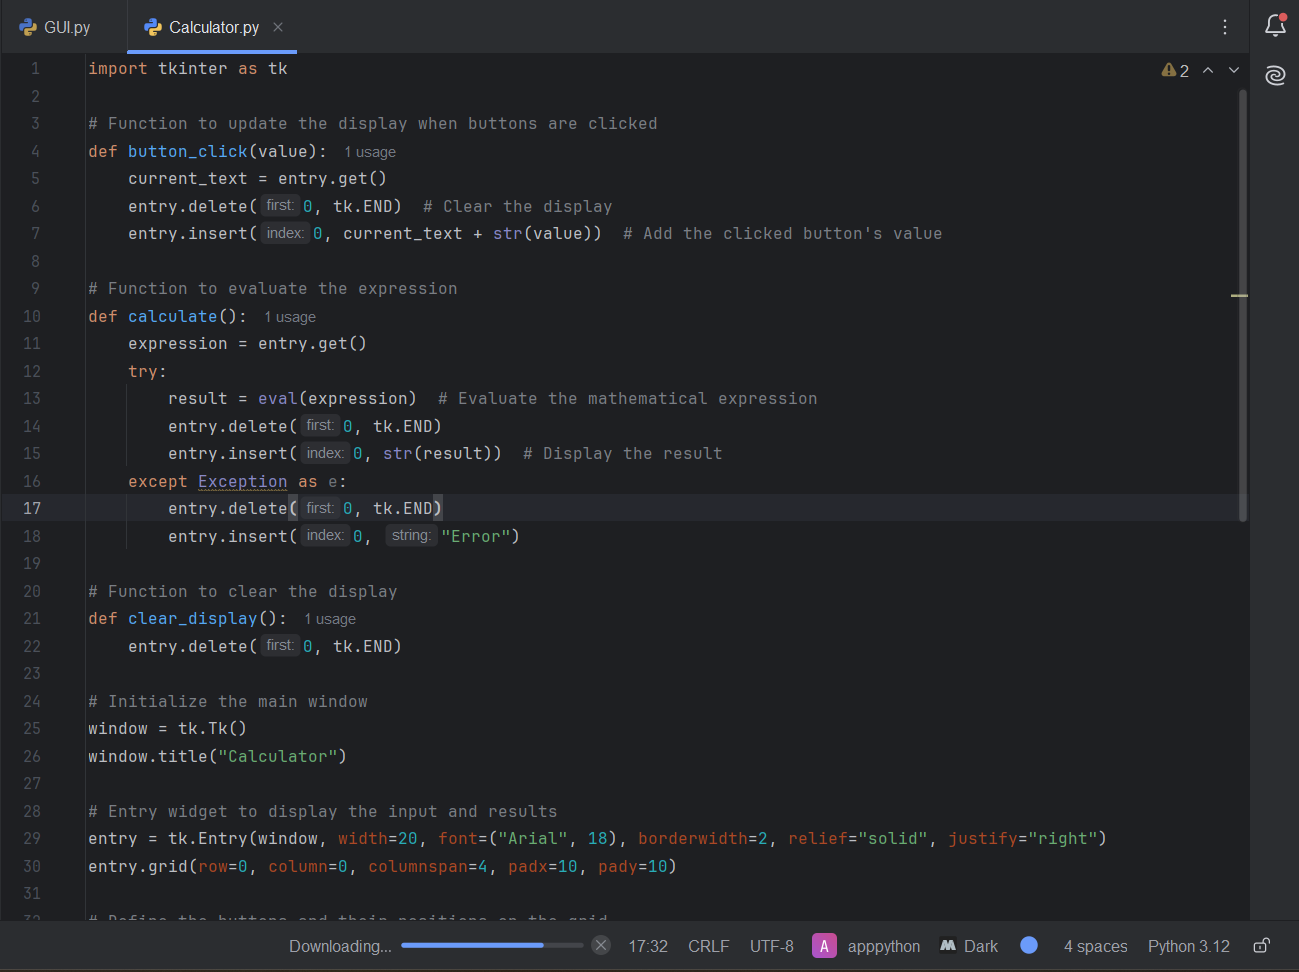 GUI.py Calculator.py
1 import tkinter as tk 2
2
3 # Function to update the display when buttons are clicked
4 def button_click(value): 1 usage
5 current_text = entry.get()
6 entry.delete( first: 0, tk.END) # Clear the display
7 entry.insert( index: 0, current_text + str(value)) # Add the clicked button's value
8
9 # Function to evaluate the expression
10 def calculate(): 1 usage
11 expression = entry.get()
12 try:
13 result = eval(expression) # Evaluate the mathematical expression
14 entry.delete( first: 0, tk.END)
15 entry.insert( index: 0, str(result)) # Display the result
16 except Exception as e:
17 entry.delete( first: 0, tk.END)
18 entry.insert( index: 0, string: "Error")
19
20 # Function to clear the display
21 def clear_display(): 1 usage
22 entry.delete( first: 0, tk.END)
23
24 # Initialize the main window
25 window = tk.Tk()
26 window.title("Calculator")
27
28 # Entry widget to display the input and results
29 entry = tk.Entry(window, width=20, font=("Arial", 18), borderwidth=2, relief="solid", justify="right")
30 entry.grid(row=0, column=0, columnspan=4, padx=10, pady=10)
31
32 # Define the buttons and their positions on the grid
Downloading... 17:32 CRLF UTF-8 A apppython M Dark 4 spaces Python 3.12